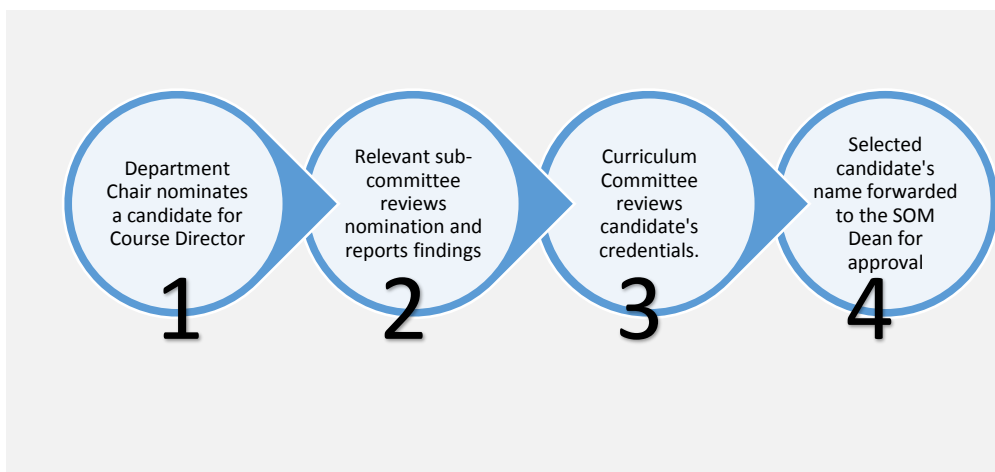 Department
Chair nominates
a candidate for
Course Director
1
Relevant sub-
committee
reviews
nomination and
reports findings
2
Curriculum
Committee
reviews
candidate's
credentials.
3
Selected
candidate's
name forwarded
to the SOM
Dean for
approval
4